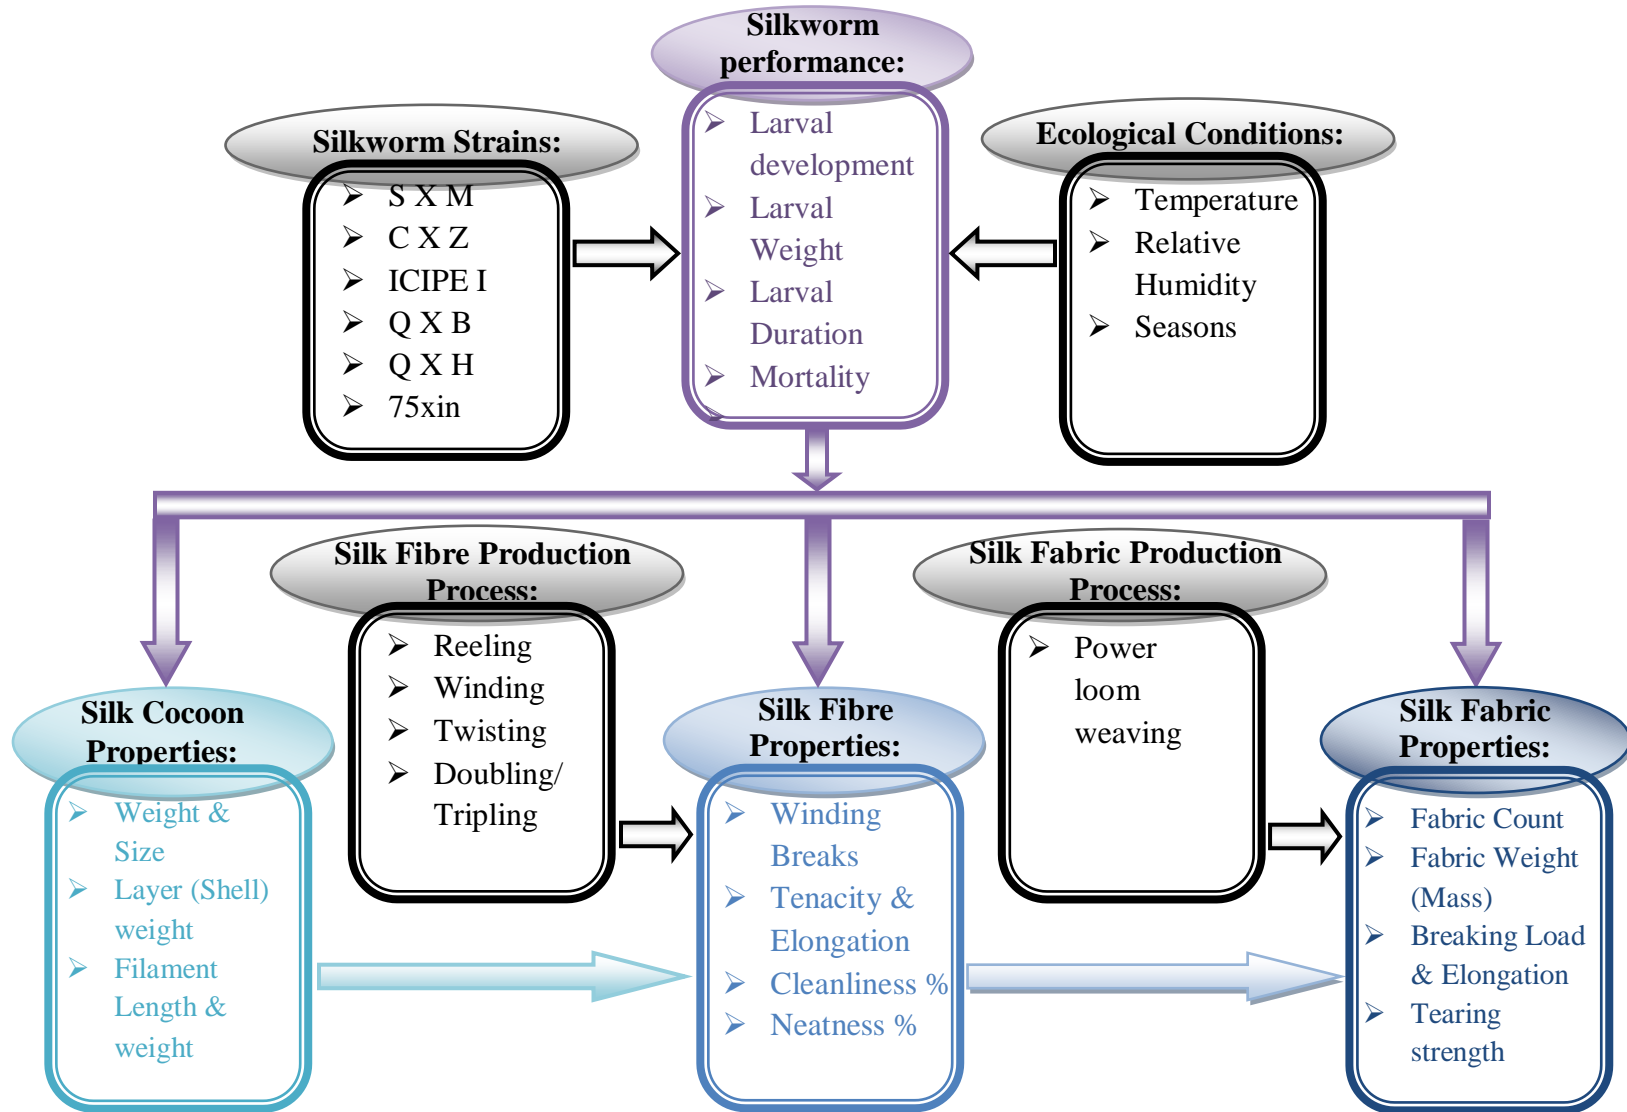 Silkworm
performance:
Larval
development
Larval
Weight
Larval
Duration
Mortality
Silkworm Strains:
S X M
C X Z
ICIPE I
Q X B
Q X H
75xin
Ecological Conditions:
Temperature
Relative
Humidity
Seasons
Silk Fibre Production
Process:
Reeling
Winding
Twisting
Doubling/
Tripling
Silk Fabric Production
Process:
Power
loom
weaving
Silk Cocoon
Properties:
Weight &
Size
Layer (Shell)
weight
Filament
Length &
weight
Silk Fibre
Properties:
Winding
Breaks
Tenacity &
Elongation
Cleanliness %
Neatness %
Silk Fabric
Properties:
Fabric Count
Fabric Weight
(Mass)
Breaking Load
& Elongation
Tearing
strength